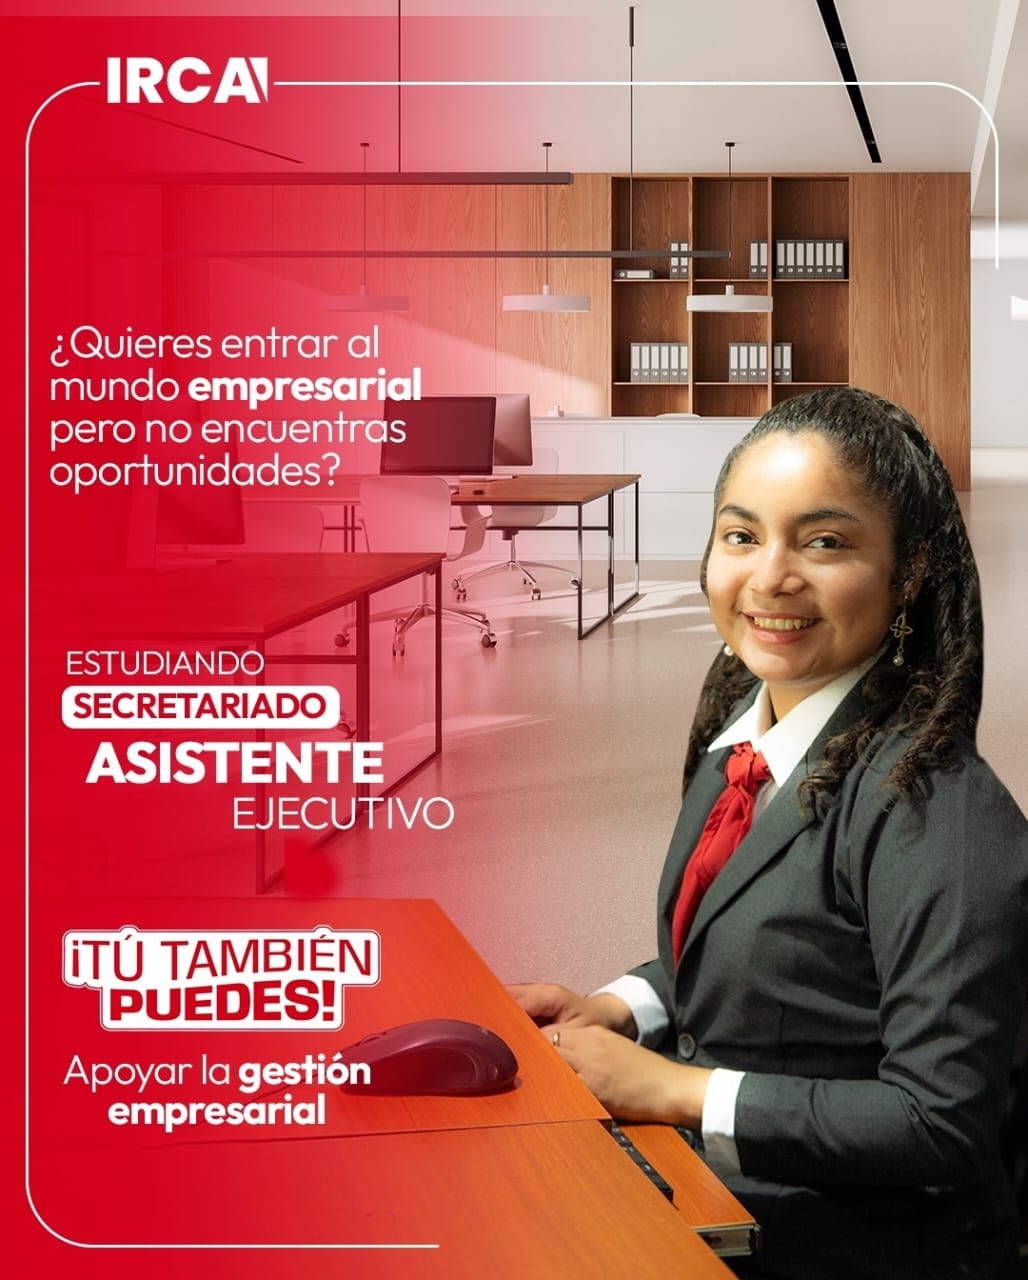 IRCA
¿Quieres entrar al
mundo empresarial
pero no encuentras
oportunidades?
ESTUDIANDO
SECRETARIADO
ASISTENTE
EJECUTIVO
¡TÚ TAMBIÉN
PUEDES!
Apoyar la gestión
empresarial